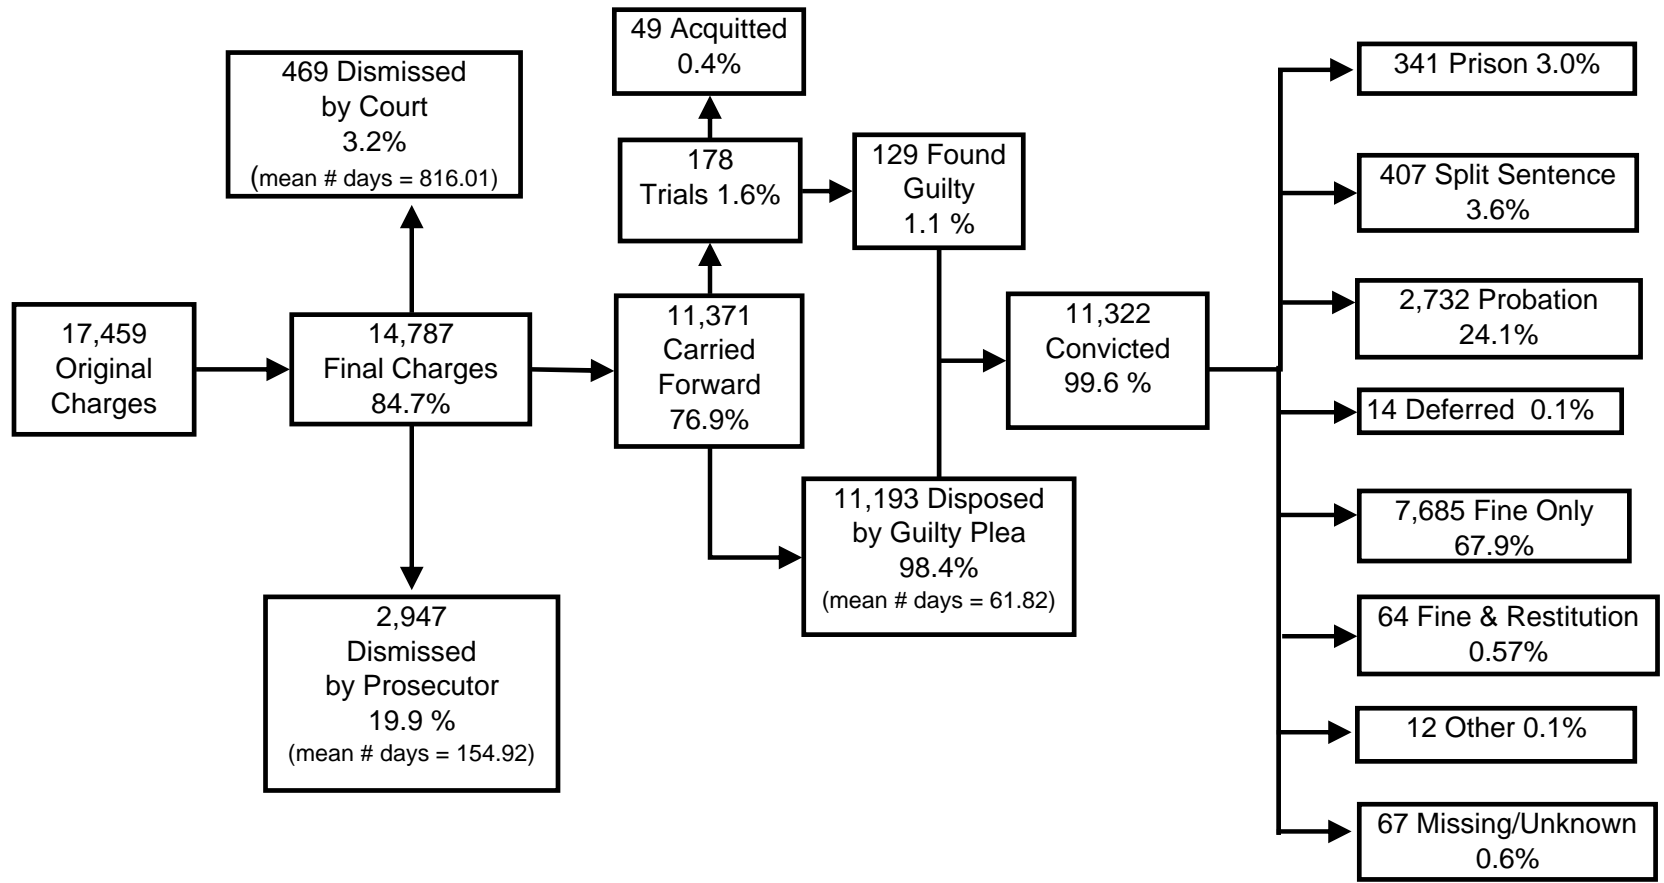 17,459
Original
Charges
469 Dismissed
by Court
3.2%
(mean # days = 816.01)
14,787
Final Charges
84.7%
2,947
Dismissed
by Prosecutor
19.9 %
(mean # days = 154.92)
49 Acquitted
0.4%
178
Trials 1.6%
11,371
Carried
Forward
76.9%
129 Found
Guilty
1.1 %
11,193 Disposed
by Guilty Plea
98.4%
(mean # days = 61.82)
11,322
Convicted
99.6 %
341 Prison 3.0%
407 Split Sentence
3.6%
2,732 Probation
24.1%
14 Deferred  0.1%
7,685 Fine Only
67.9%
64 Fine & Restitution
0.57%
12 Other 0.1%
67 Missing/Unknown
0.6%